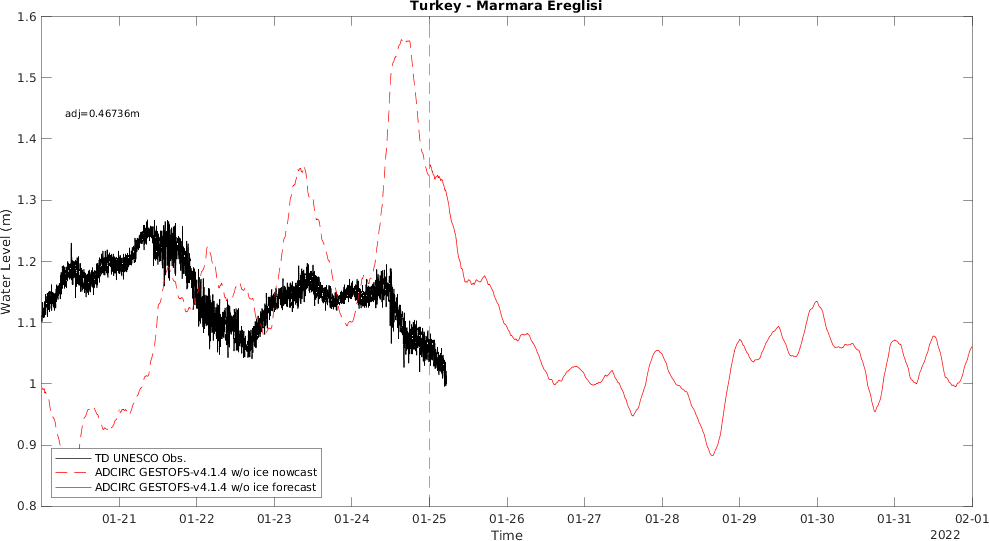 Turkey - Marmara Ereglisi
1.6
1.5
1.4
1.3
1.2
1.1
1
0.9
0.8
Water Level (m)
adj=0.46736m
TD UNESCO Obs.
ADCIRC GESTOFS-v4.1.4 w/o ice nowcast
ADCIRC GESTOFS-v4.1.4 w/o ice forecast
01-21 01-22 01-23 01-24 01-25 01-26 01-27 01-28 01-29 01-30 01-31 02-01
Time
2022